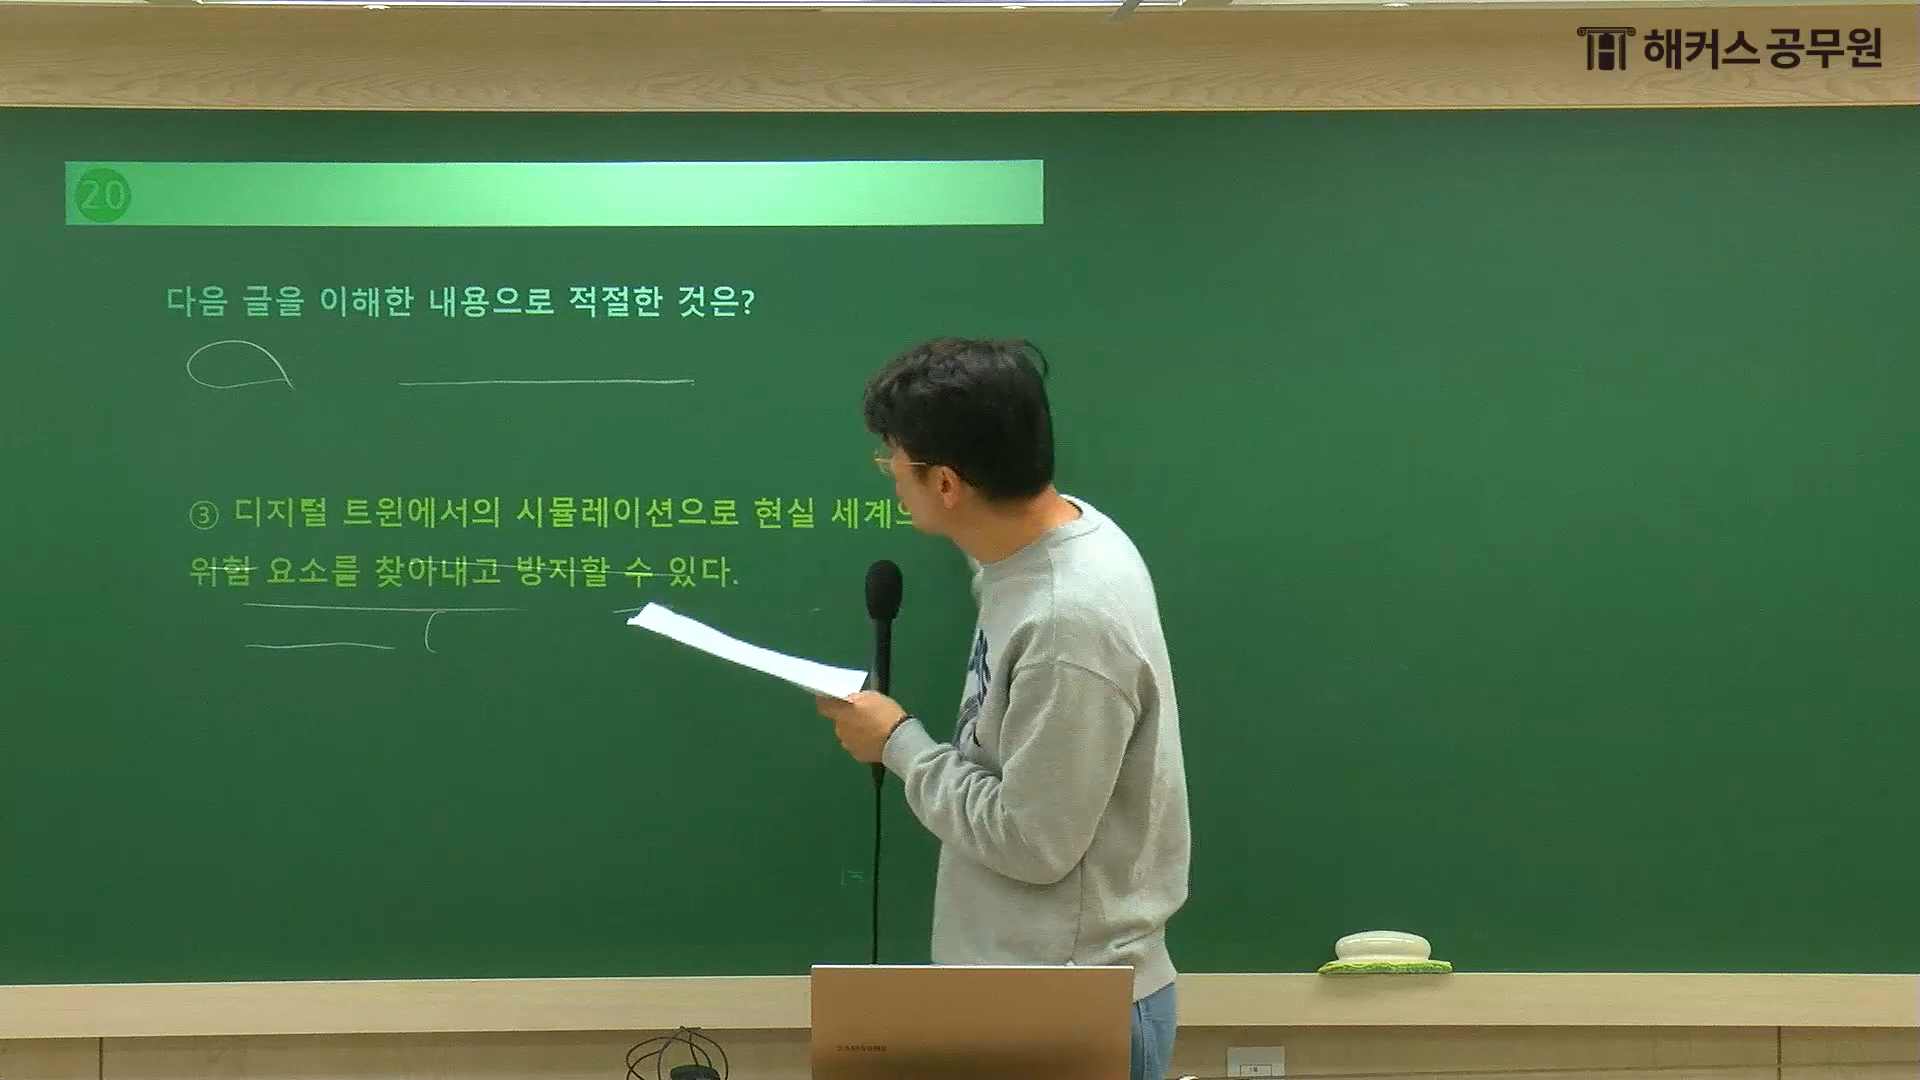 해커스공무원
20
다음 글을 이해한 내용으로 적절한 것은?
③ 디지털 트윈에서의 시뮬레이션으로 현실 세계의
위험 요소를 찾아내고 방지할 수 있다.
SAMSUNG